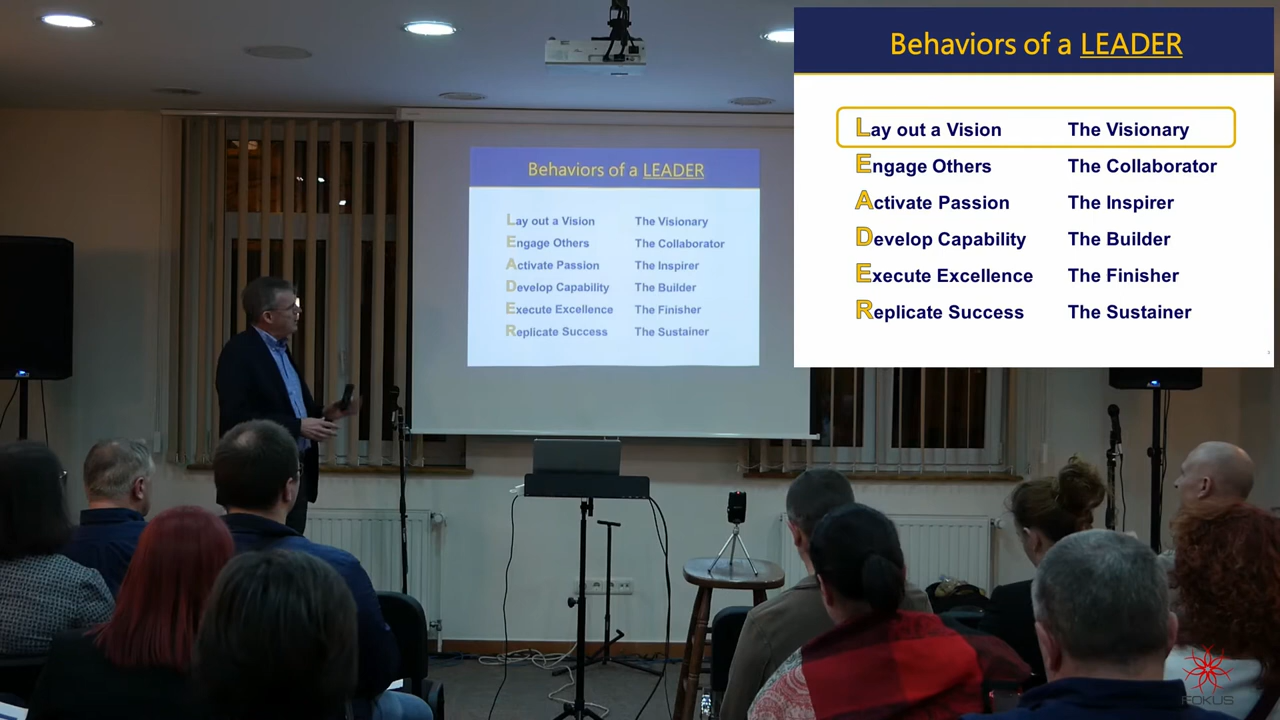 Behaviors of a LEADER
Lay out a Vision The Visionary
Engage Others The Collaborator
Activate Passion The Inspirer
Develop Capability The Builder
Execute Excellence The Finisher
Replicate Success The Sustainer
Behaviors of a LEADER
Lay out a Vision The Visionary
Engage Others The Collaborator
Activate Passion The Inspirer
Develop Capability The Builder
Execute Excellence The Finisher
Replicate Success The Sustainer
FOKUS